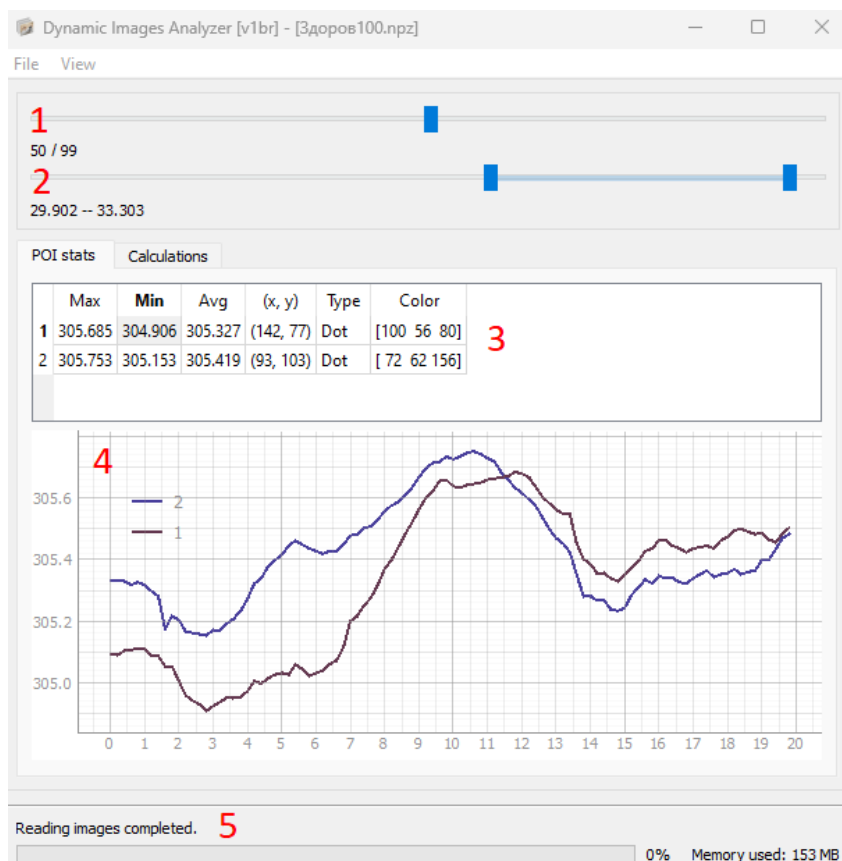 Dynamic Images Analyzer [v1br] - [Здоров100.npz]
File View
1
50 / 99
2
29.902 -- 33.303
POI stats Calculations
Max Min Avg (x, y) Type Color
1 305.685 304.906 305.327 (142, 77) Dot [100 56 80]
2 305.753 305.153 305.419 (93, 103) Dot [ 72 62 156]
3
4
2
1
305.6
305.4
305.2
305.0
0 1 2 3 4 5 6 7 8 9 10 11 12 13 14 15 16 17 18 19 20
Reading images completed. 5
0% Memory used: 153 MB